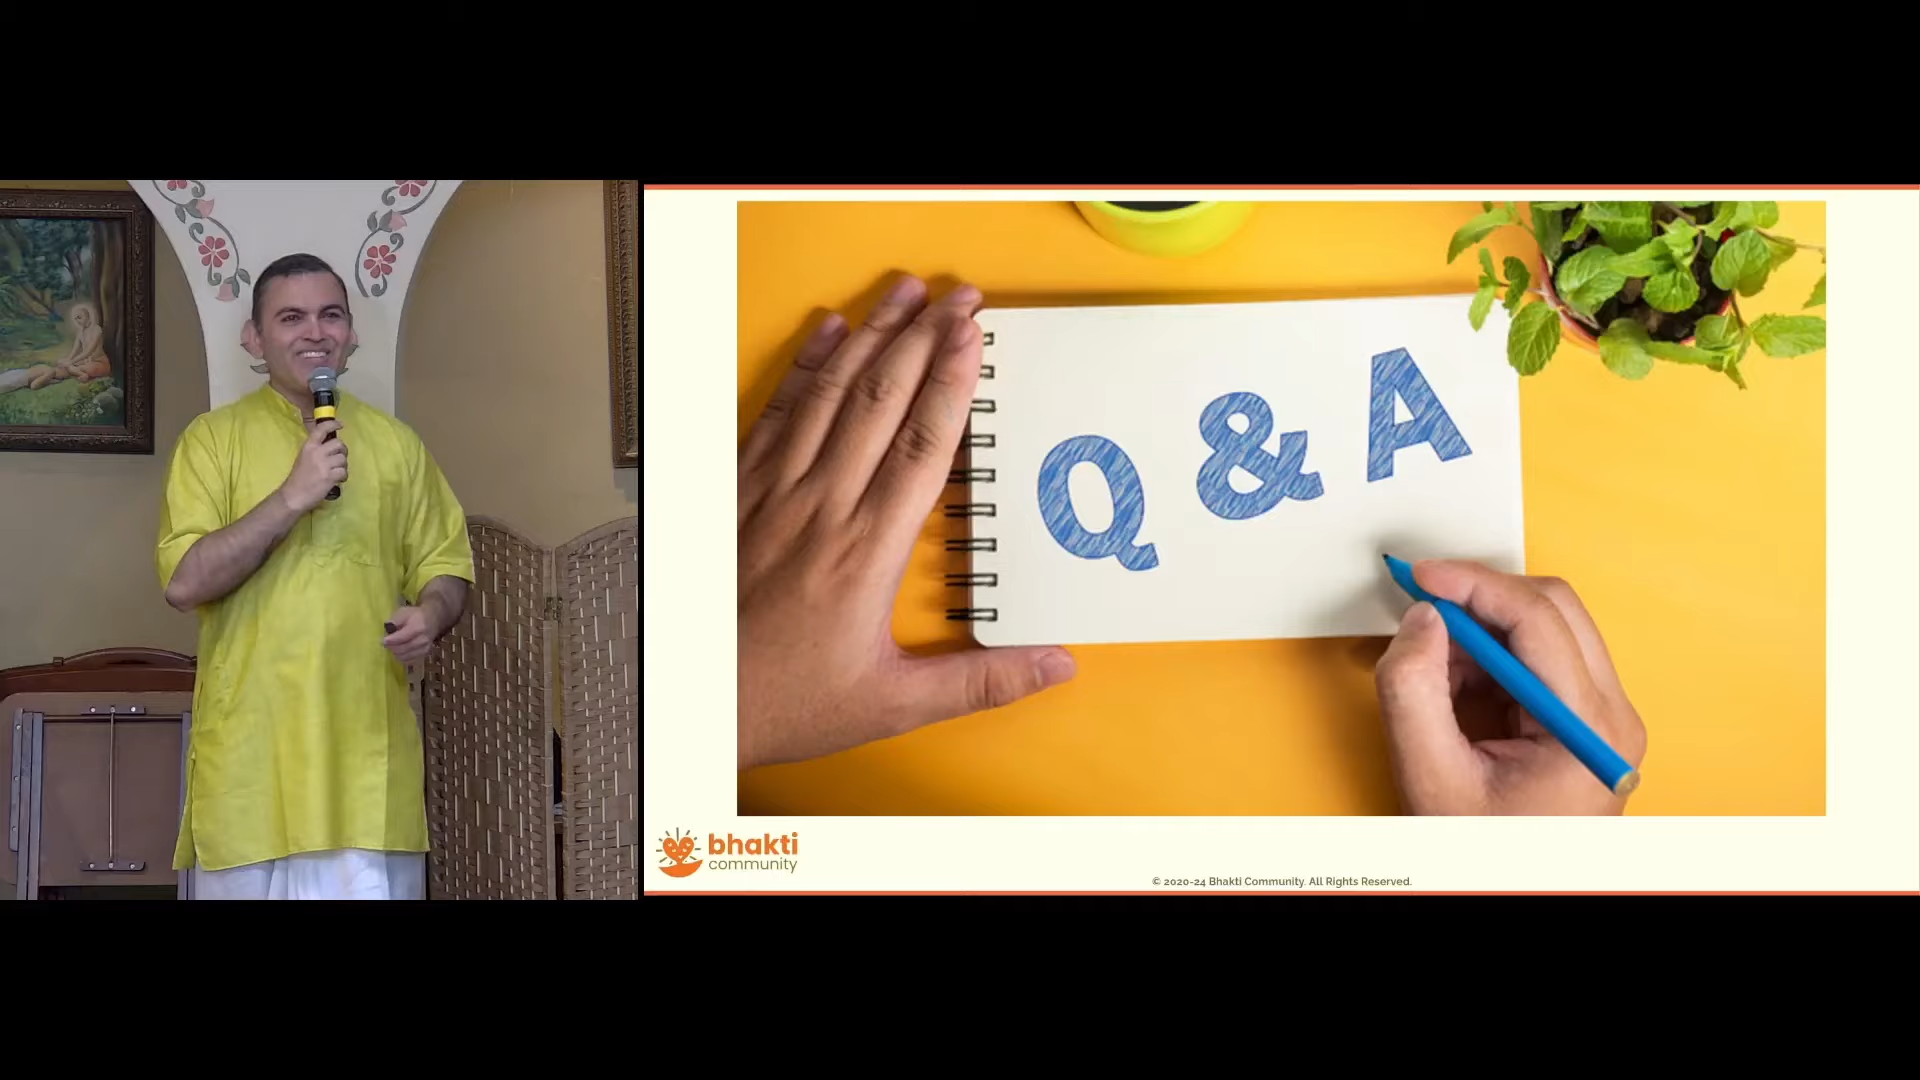 Q & A
bhakti
community
© 2020-24 Bhakti Community. All Rights Reserved.